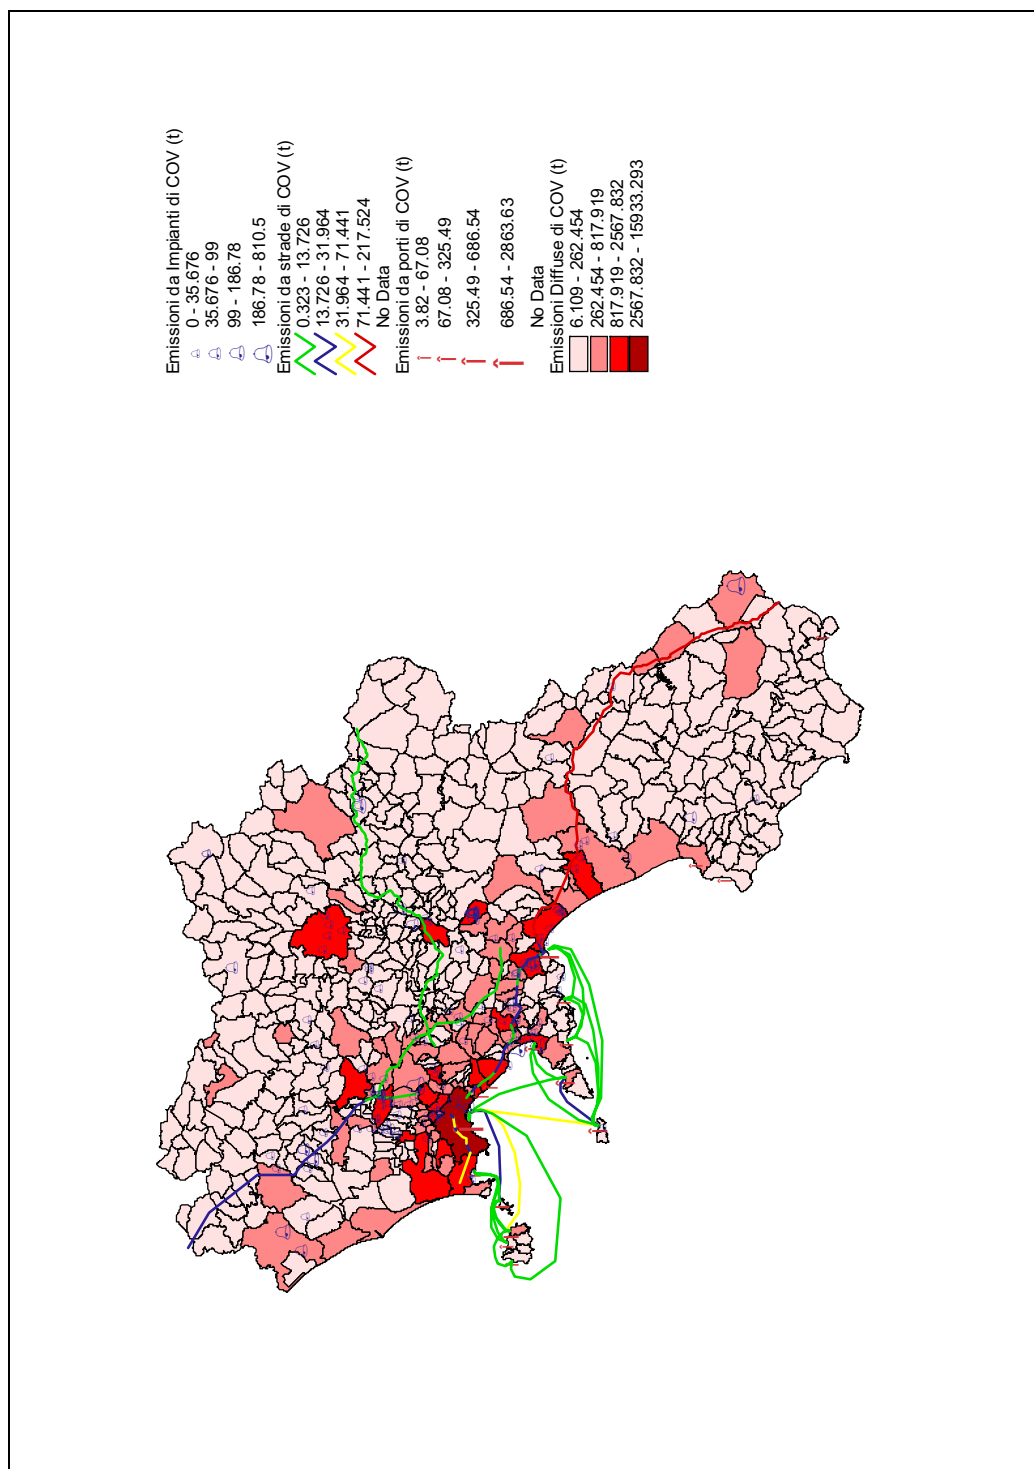 Emissioni da Impianti di COV (t)
0 - 35.676
35.676 - 99
99 - 186.78
186.78 - 810.5
Emissioni da strade di COV (t)
0.323 - 13.726
13.726 - 31.964
31.964 - 71.441
71.441 - 217.524
No Data
Emissioni da porti di COV (t)
3.82 - 67.08
67.08 - 325.49
325.49 - 686.54
686.54 - 2863.63
No Data
Emissioni Diffuse di COV (t)
6.109 - 262.454
262.454 - 817.919
817.919 - 2567.832
2567.832 - 15933.293